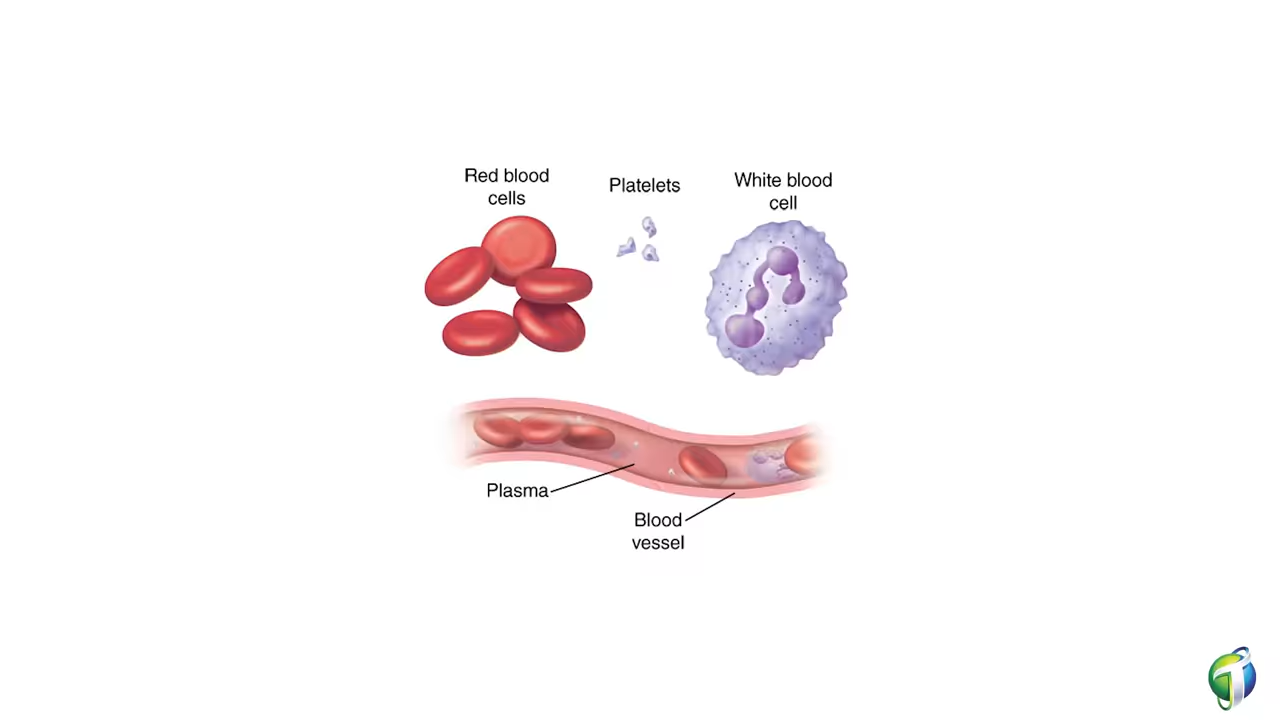 Red blood
cells
Platelets
White blood
cell
Plasma
Blood
vessel